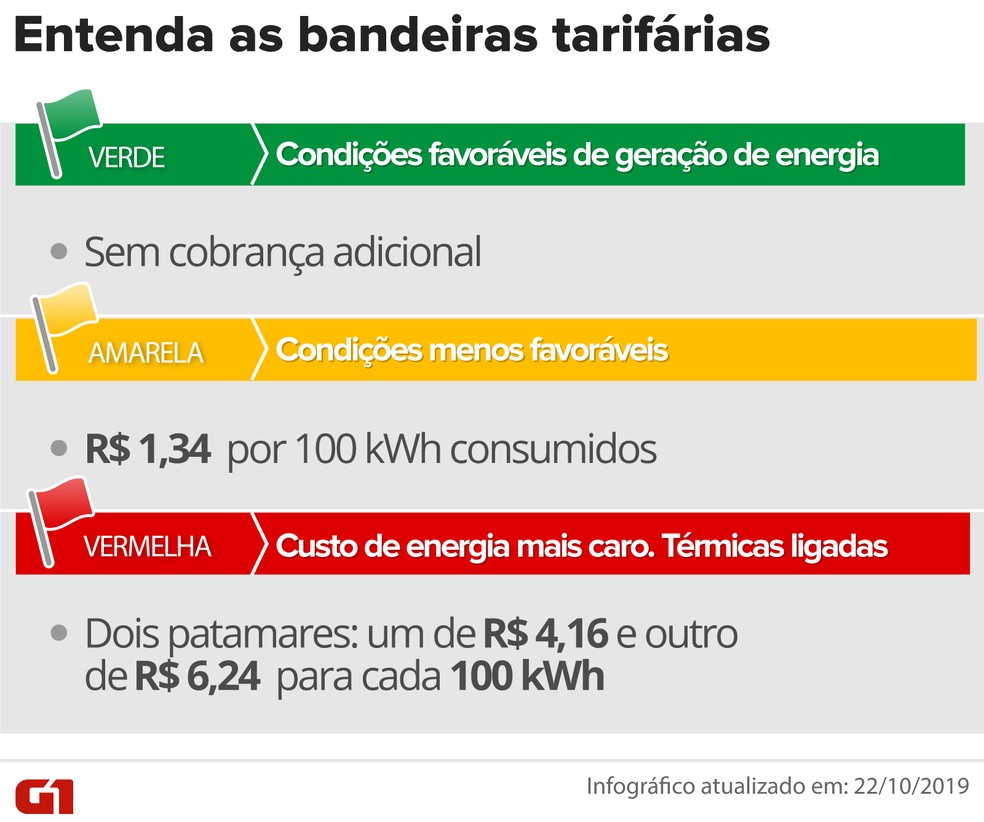 Entenda as bandeiras tarifárias
VERDE
Condições favoráveis de geração de energia
Sem cobrança adicional
AMARELA
Condições menos favoráveis
R$ 1,34 por 100 kWh consumidos
VERMELHA
Custo de energia mais caro. Térmicas ligadas
Dois patamares: um de R$ 4,16 e outro
de R$ 6,24 para cada 100 kWh
G1
Infográfico atualizado em: 22/10/2019